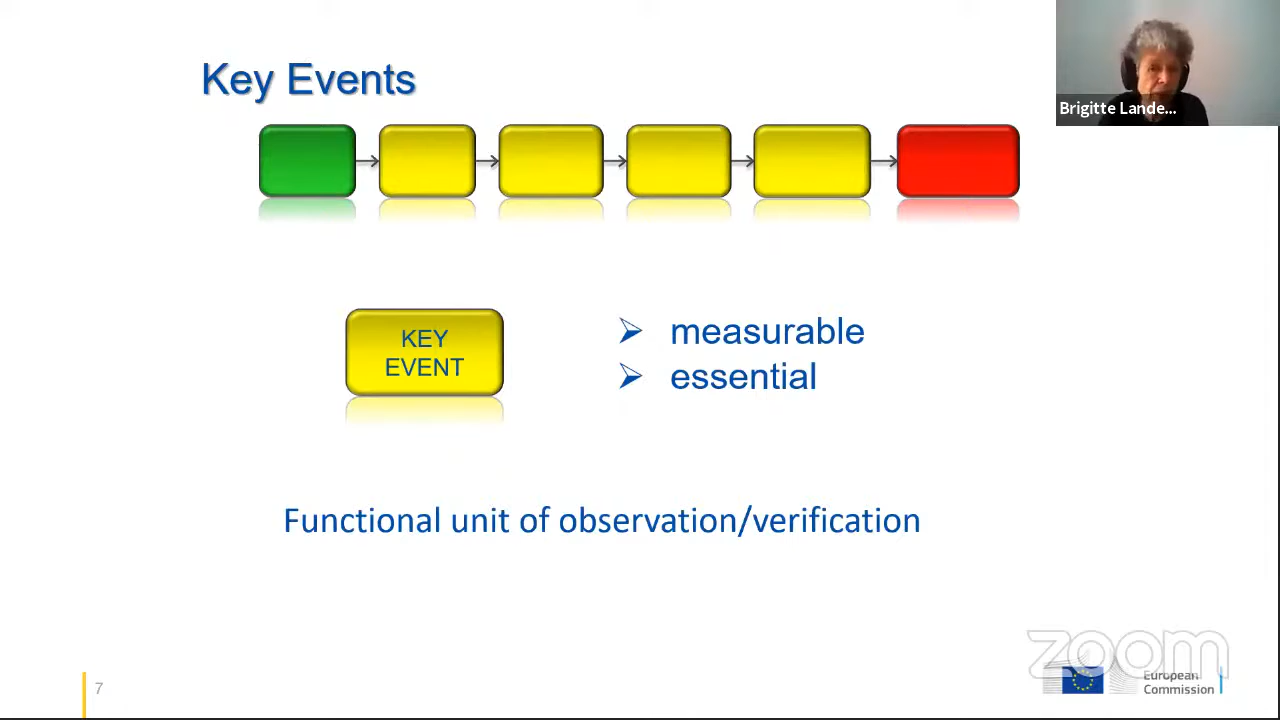 Key Events
Brigitte Lande...
KEY
EVENT
➢ measurable
➢ essential
Functional unit of observation/verification
zoom
European
Commission
7